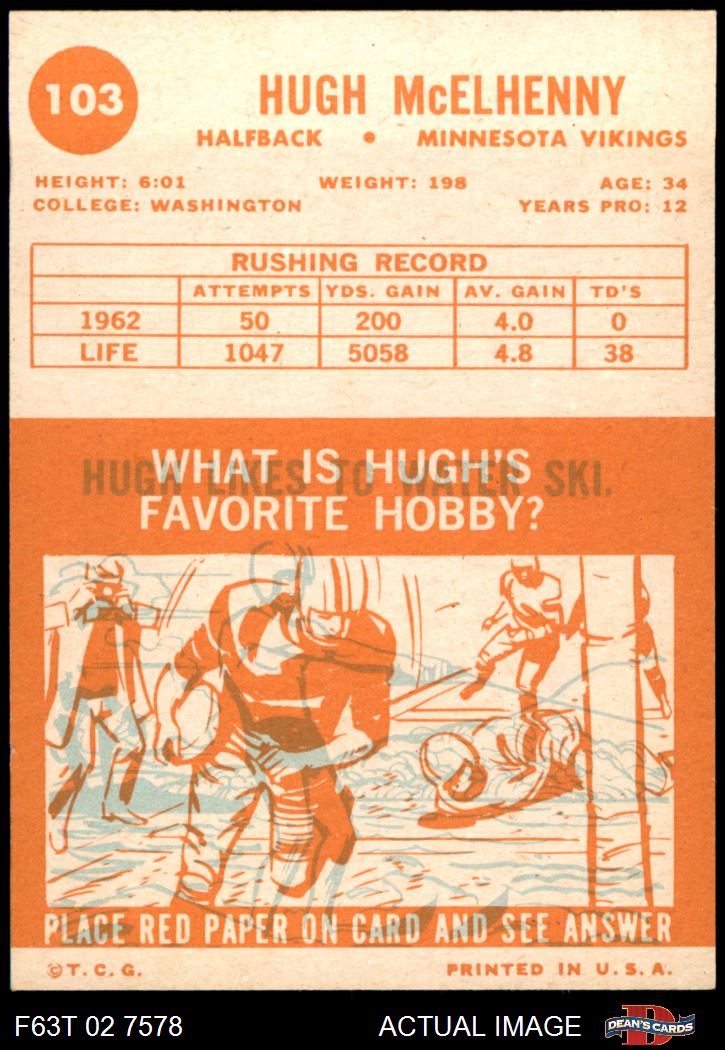 103
HUGH McELHENNY
HALFBACK • MINNESOTA VIKINGS
HEIGHT: 6:01 WEIGHT: 198 AGE: 34
COLLEGE: WASHINGTON YEARS PRO: 12
RUSHING RECORD
ATTEMPTS YDS. GAIN AV. GAIN TD'S
1962 50 200 4.0 0
LIFE 1047 5058 4.8 38
WHAT IS HUGH'S
HUGH LIKES TO WATER SKI.
FAVORITE HOBBY?
PLACE RED PAPER ON CARD AND SEE ANSWER
©T.C.G. PRINTED IN U.S.A.
F63T 02 7578 ACTUAL IMAGE
D
DEAN'S CARDS